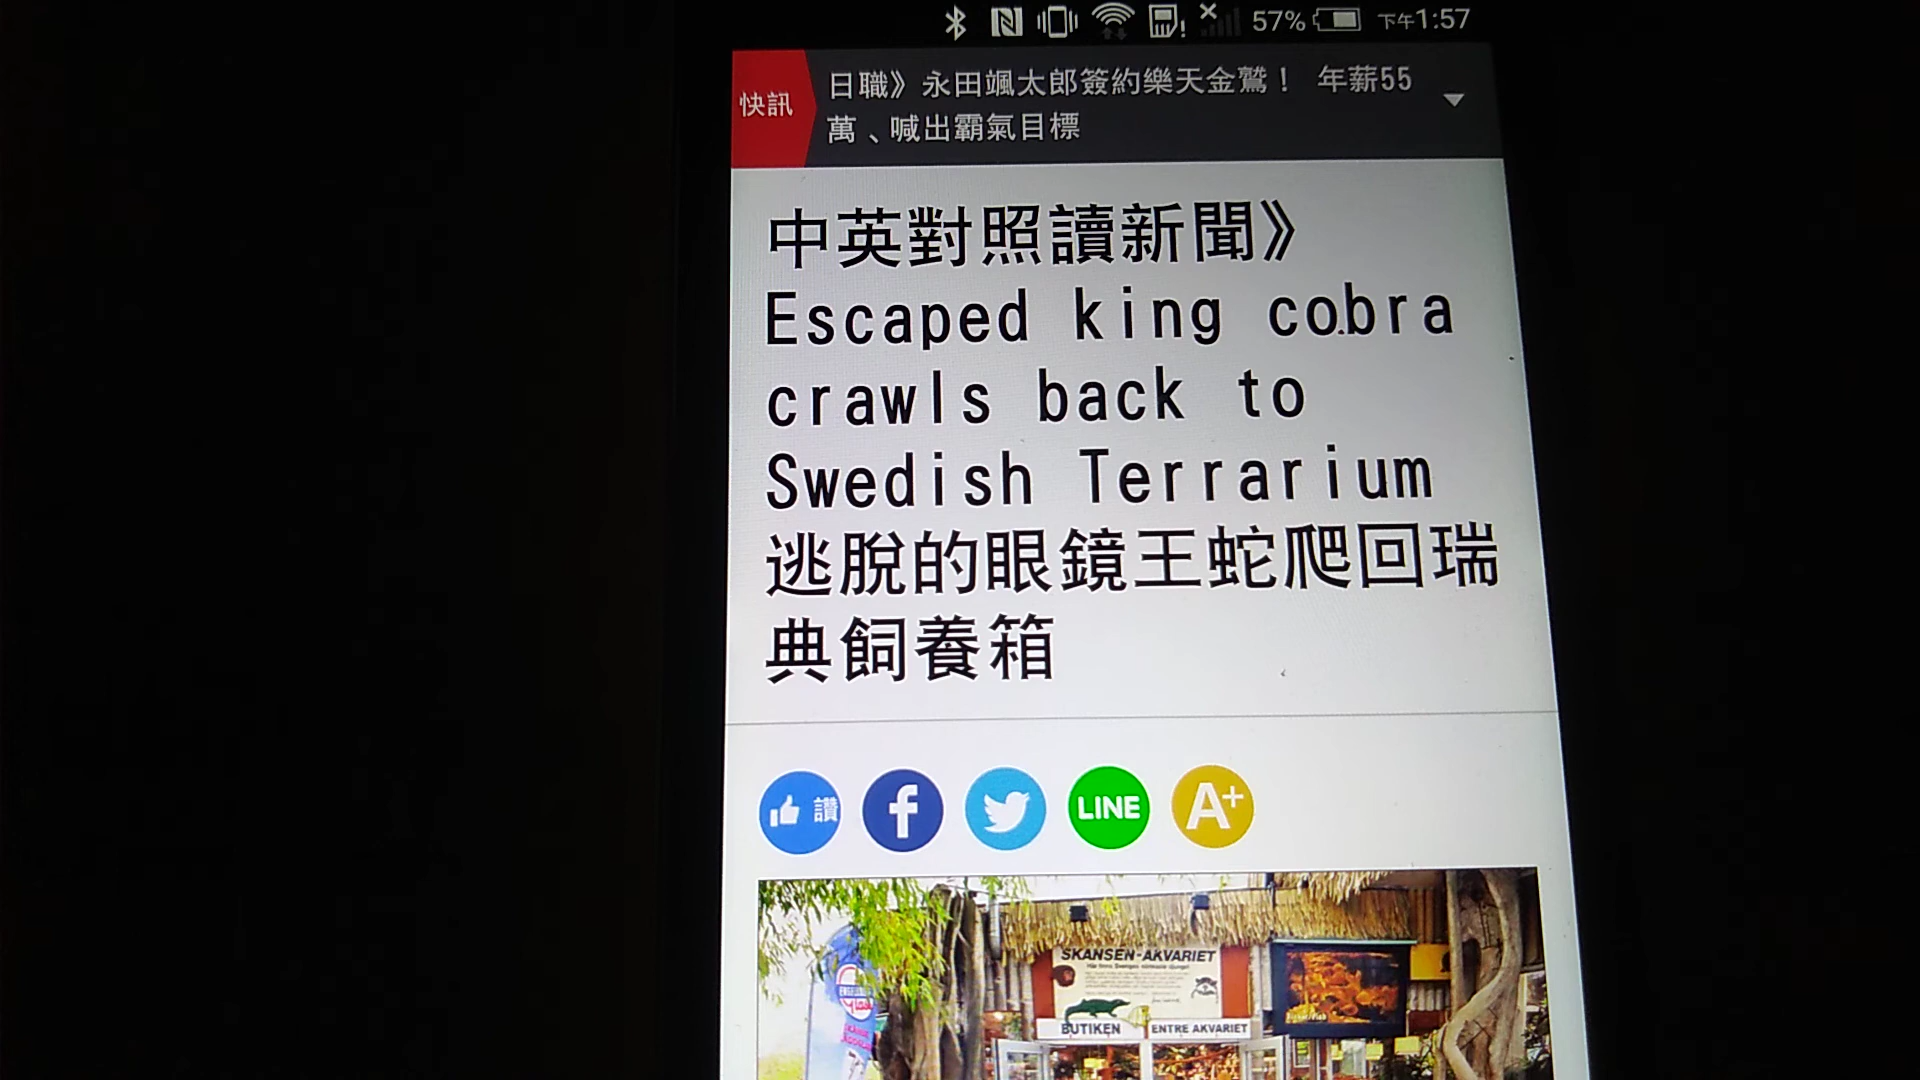 57% 下午1:57
快訊
日職》永田颯太郎簽約樂天金鷲！ 年薪55
萬、喊出霸氣目標
中英對照讀新聞》
Escaped king cobra
crawls back to
Swedish Terrarium
逃脫的眼鏡王蛇爬回瑞
典飼養箱
讚
LINE
A+
SKANSEN-AKVARIET
BUTIKEN
ENTRE AKVARIET